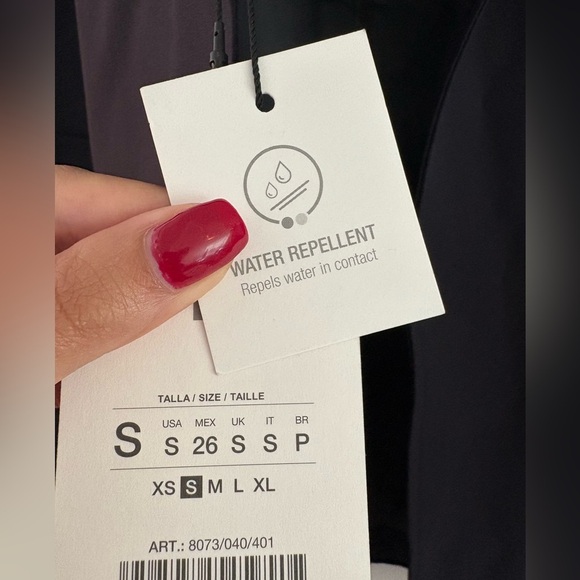 WATER REPELLENT
Repels water in contact
TALLA / SIZE / TAILLE
USA MEX UK IT BR
S S 26 S S P
XS S M L XL
ART.: 8073/040/401